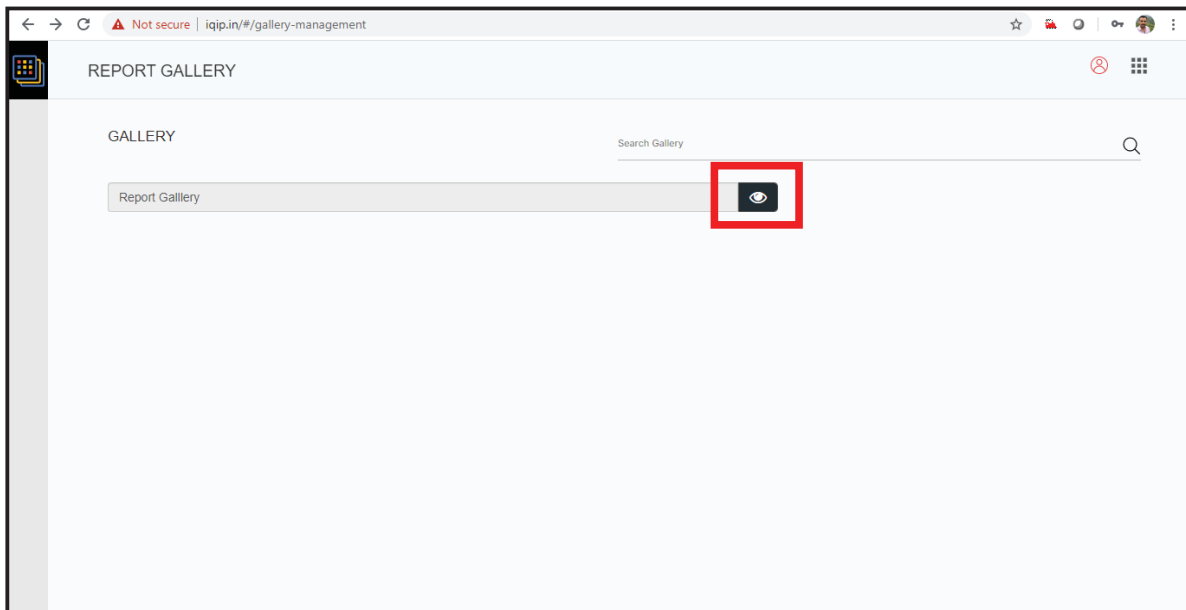 Not secure | iqip.in/#/gallery-management
REPORT GALLERY
GALLERY
Search Gallery
Report Galllery